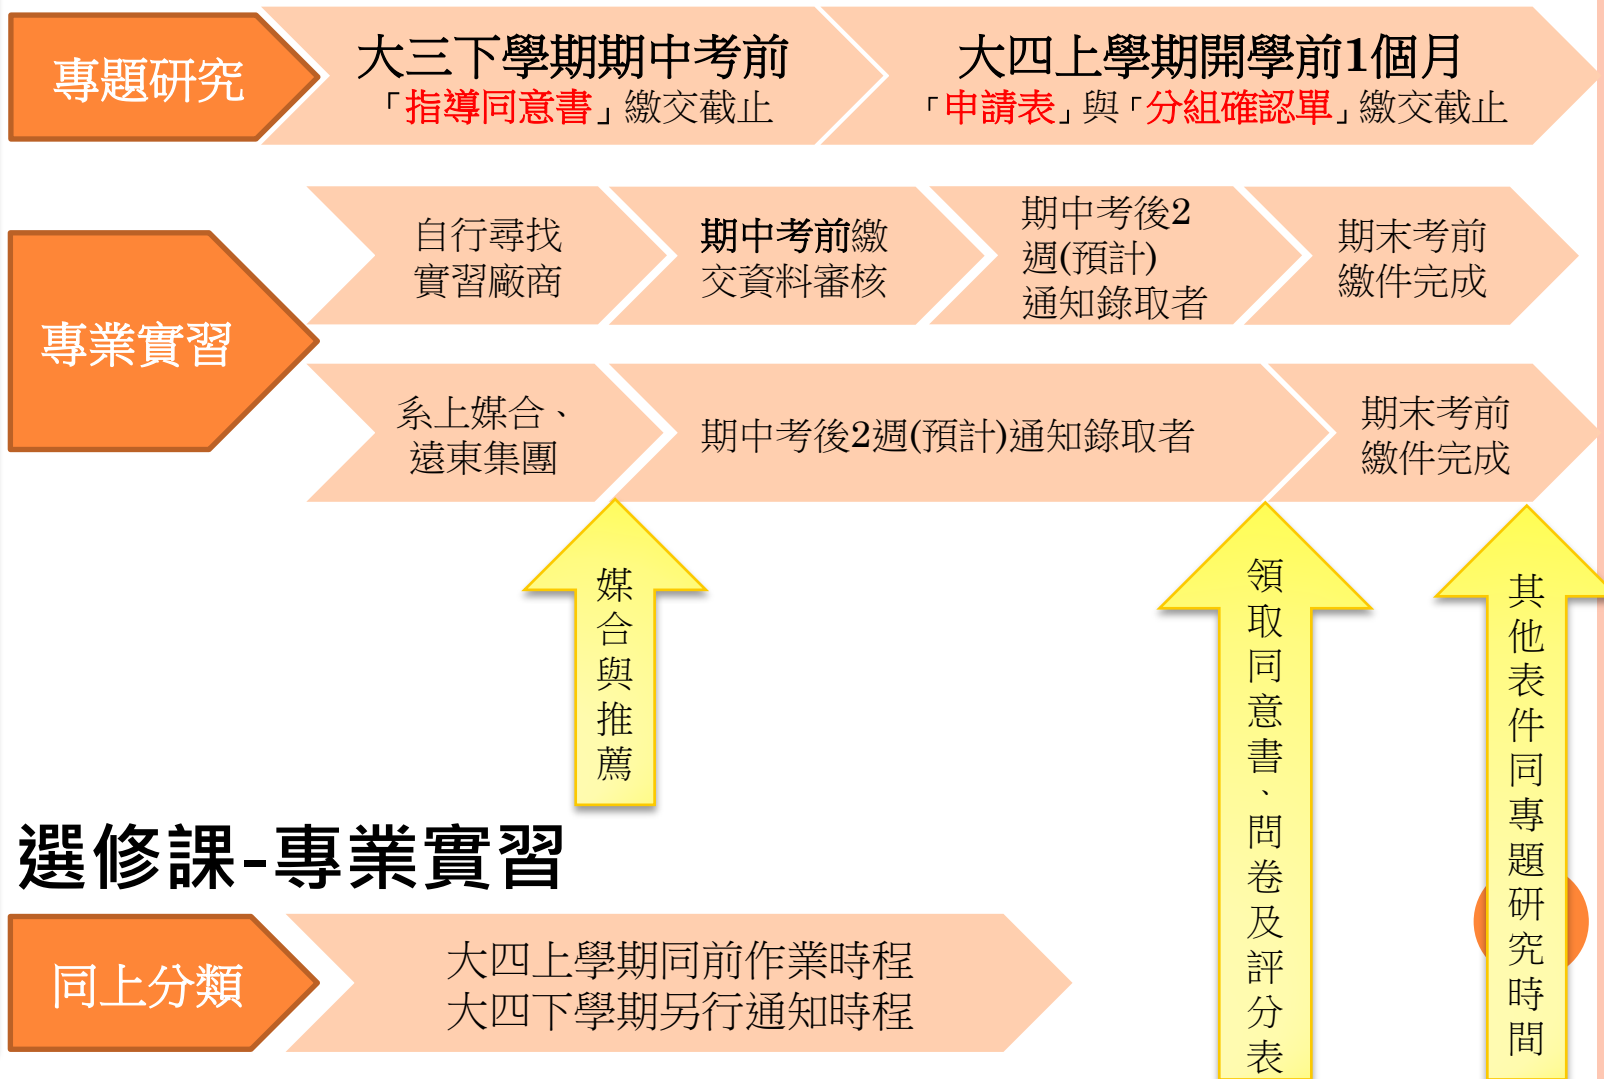 專題研究
大三下學期期中考前
「指導同意書」繳交截止
大四上學期開學前1個月
「申請表」與「分組確認單」繳交截止
專業實習
自行尋找
實習廠商
期中考前繳
交資料審核
期中考後2
週(預計)
通知錄取者
期末考前
繳件完成
系上媒合、
遠東集團
期中考後2週(預計)通知錄取者
期末考前
繳件完成
媒合與推薦
領取同意書、問卷及評分表
其他表件同專題研究時間
選修課-專業實習
同上分類
大四上學期同前作業時程
大四下學期另行通知時程